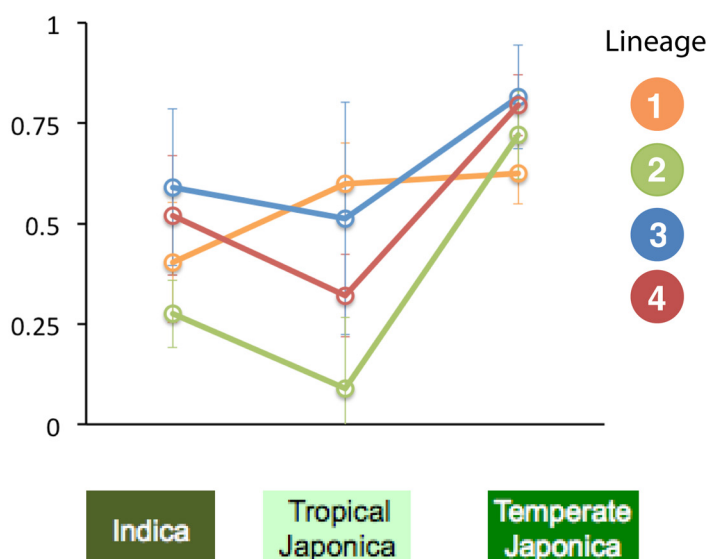 1
0.75
0.5
0.25
0
Lineage
1
2
3
4
Indica
Tropical
Japonica
Temperate
Japonica